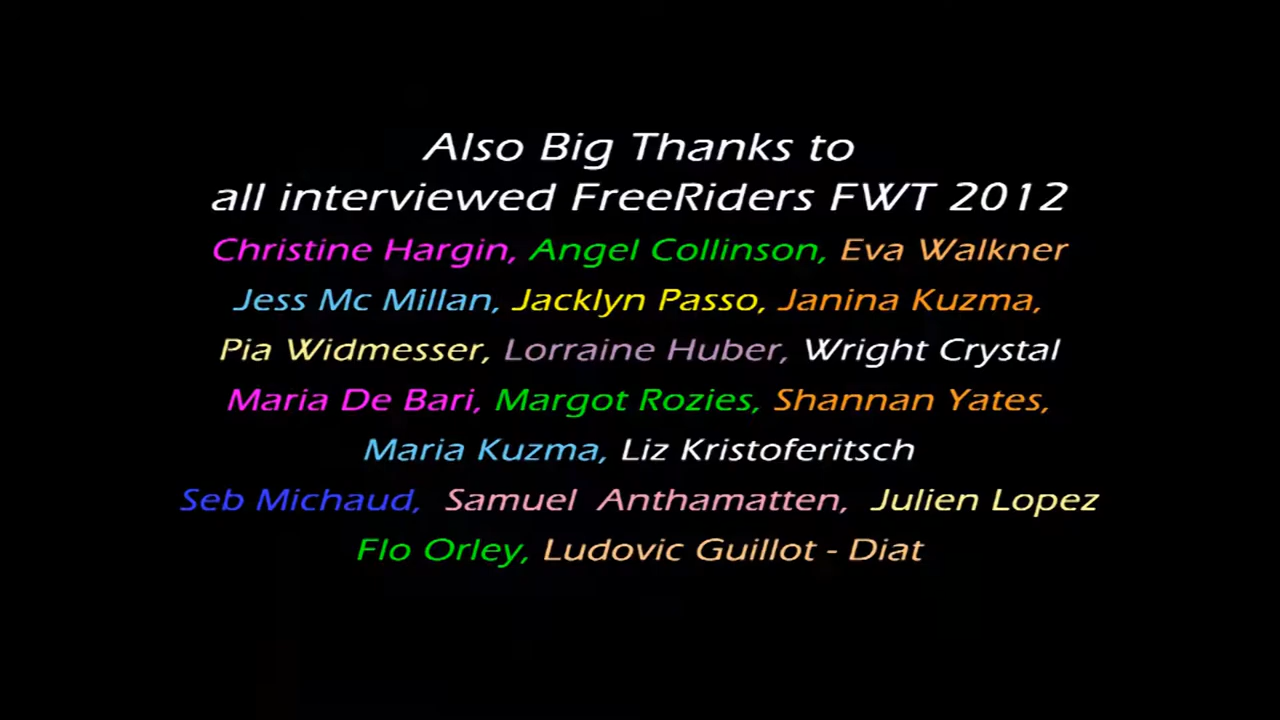 Also Big Thanks to
all interviewed FreeRiders FWT 2012
Christine Hargin, Angel Collinson, Eva Walkner
Jess Mc Millan, Jacklyn Passo, Janina Kuzma,
Pia Widmesser, Lorraine Huber, Wright Crystal
Maria De Bari, Margot Rozies, Shannan Yates,
Maria Kuzma, Liz Kristoferitsch
Seb Michaud, Samuel Anthamatten, Julien Lopez
Flo Orley, Ludovic Guillot - Diat